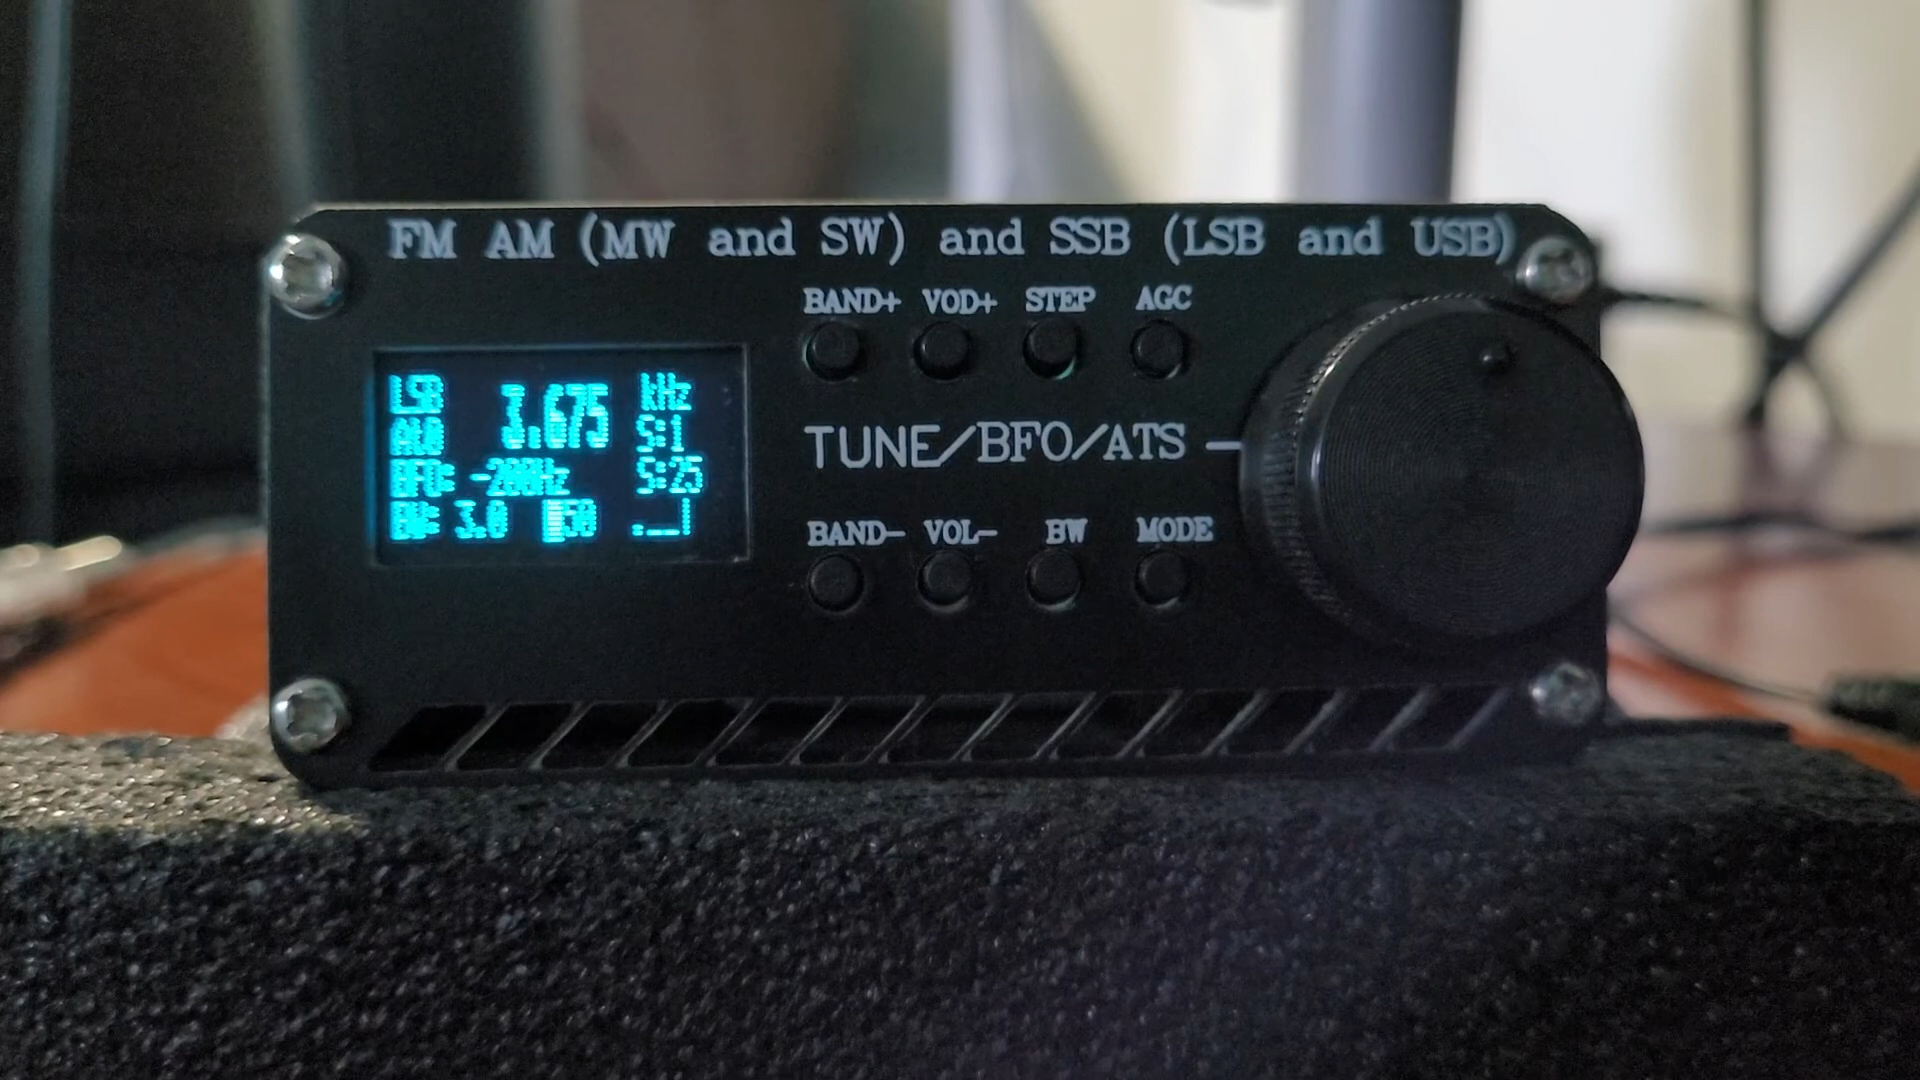 FM AM (MW and SW) and SSB (LSB and USB)
BAND+ VOD+ STEP AGC
LSB 3.675 kHz
S:1
TUNE/BFO/ATS
BFO: -200Hz S:25
BW: 3.0 50
BAND- VOL- BW MODE